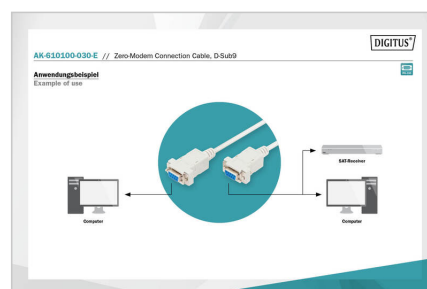 DIGITUS®
AK-610100-030-E // Zero-Modem Connection Cable, D-Sub9
Anwendungsbeispiel
Example of use
SAT-Receiver
Computer
Computer